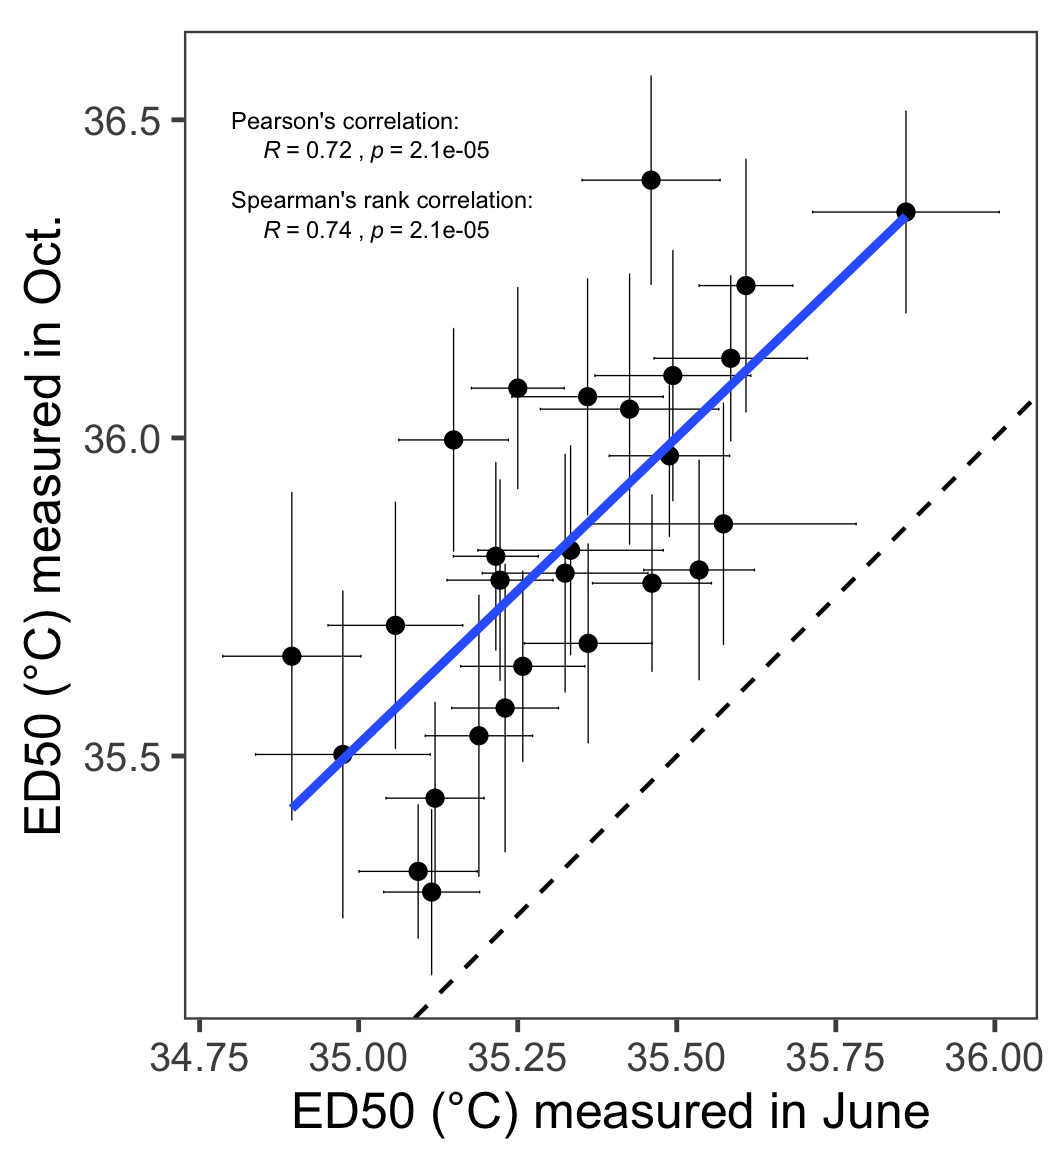 Pearson's correlation:
R = 0.72 , p = 2.1e-05
Spearman's rank correlation:
R = 0.74 , p = 2.1e-05
ED50 (°C) measured in Oct.
36.5
36.0
35.5
34.75 35.00 35.25 35.50 35.75 36.00
ED50 (°C) measured in June